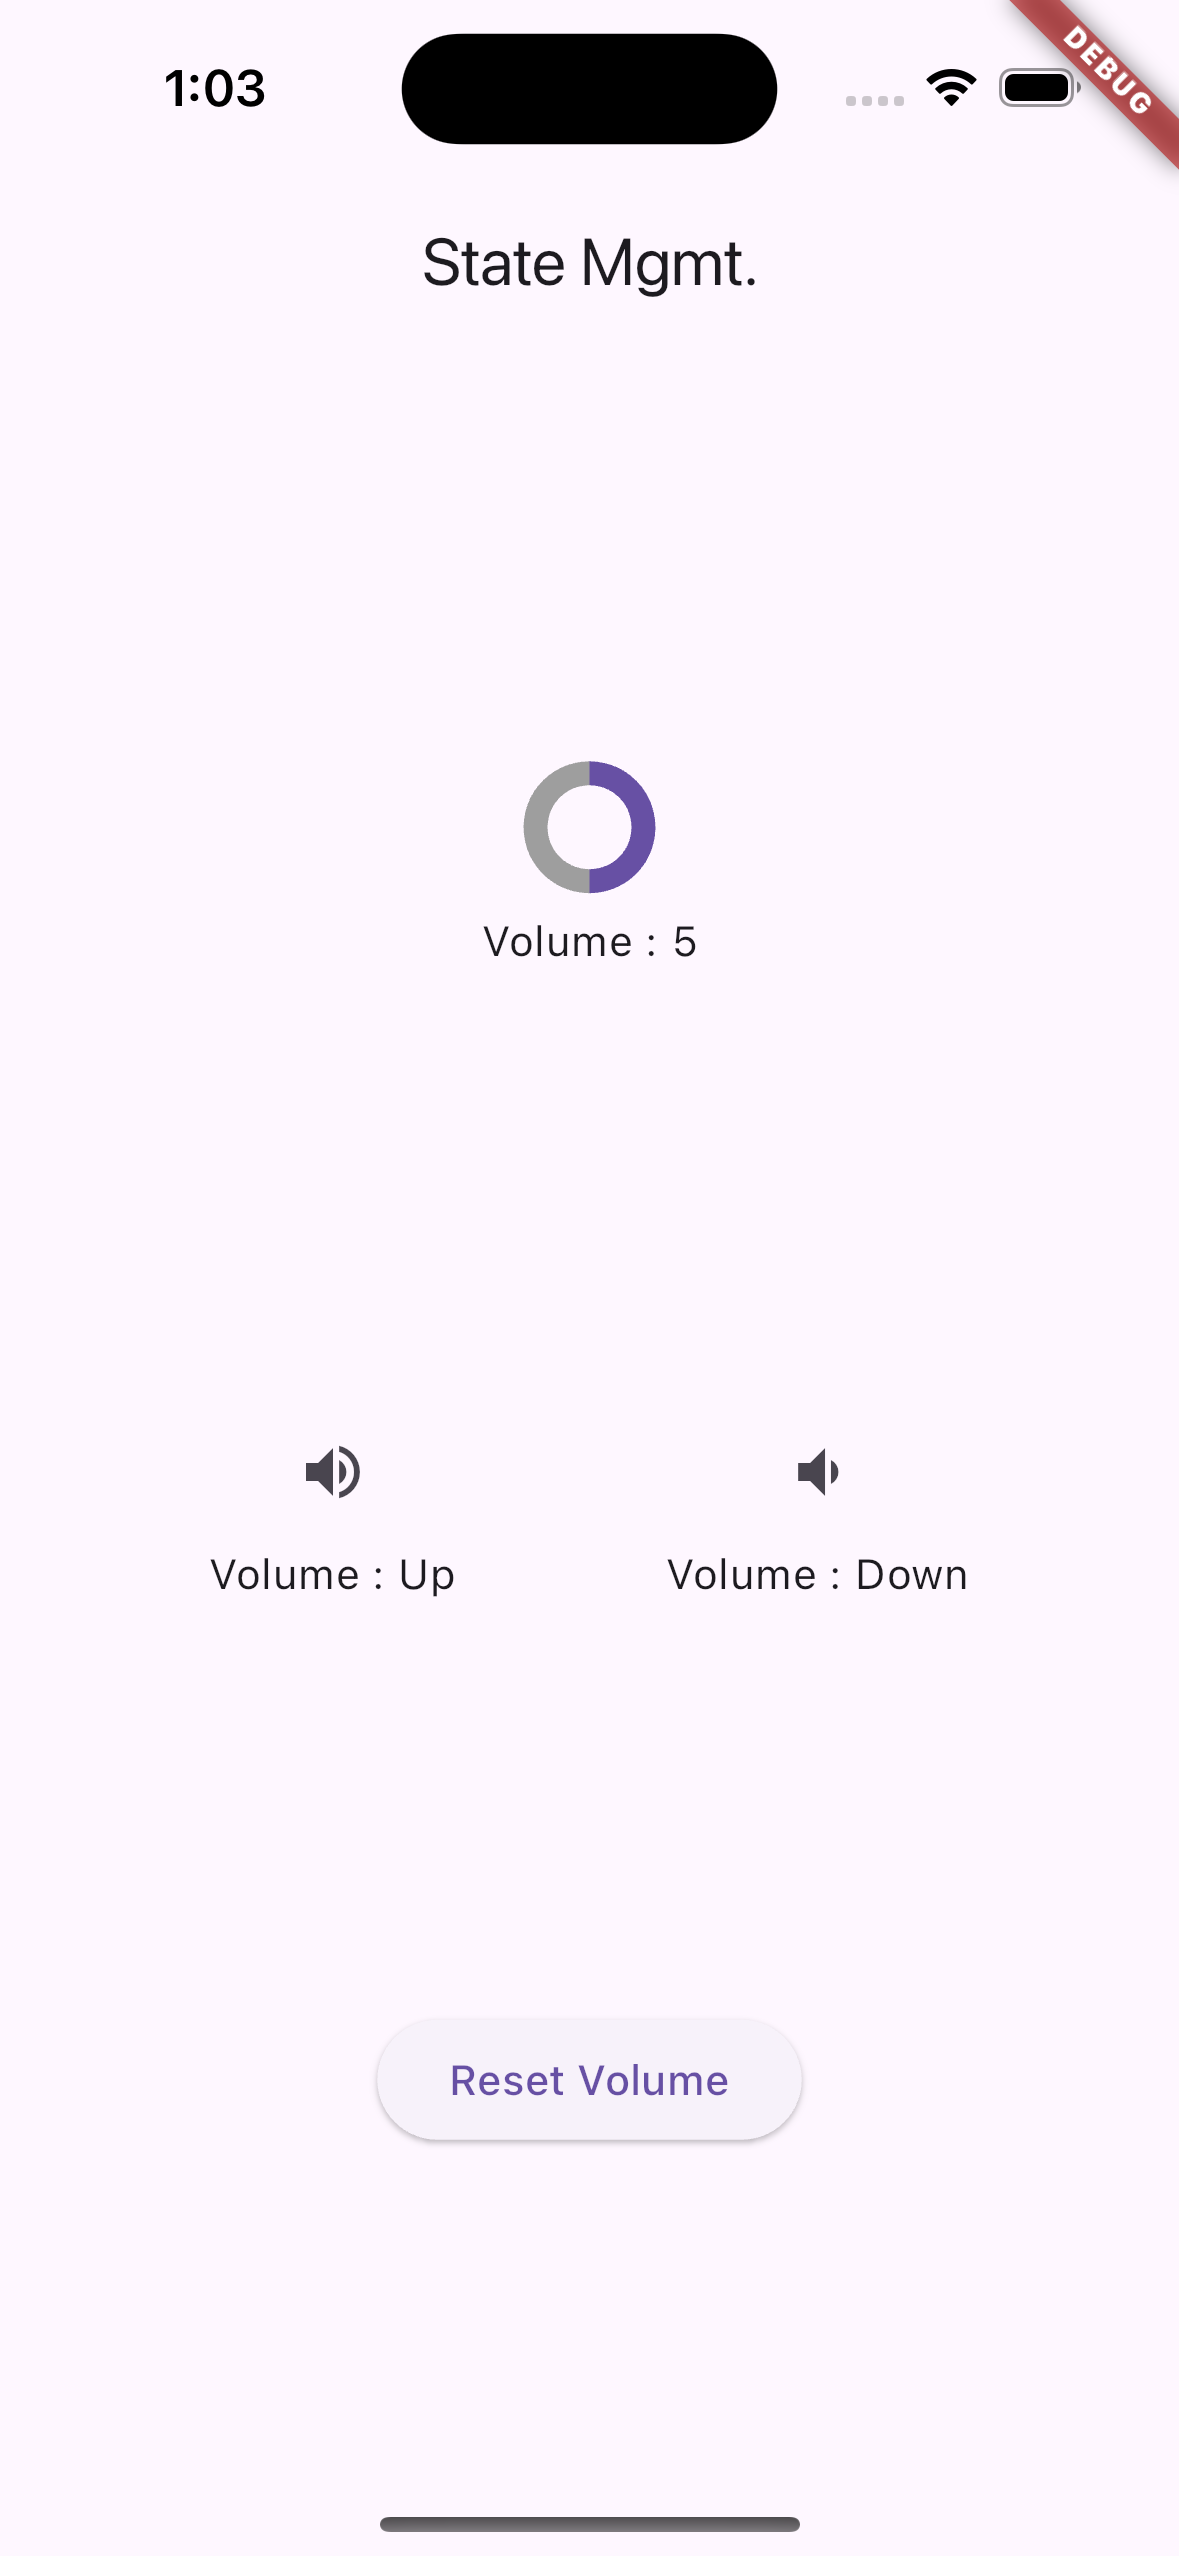 1:03
DEBUG
State Mgmt.
Volume : 5
Volume : Up
Volume : Down
Reset Volume